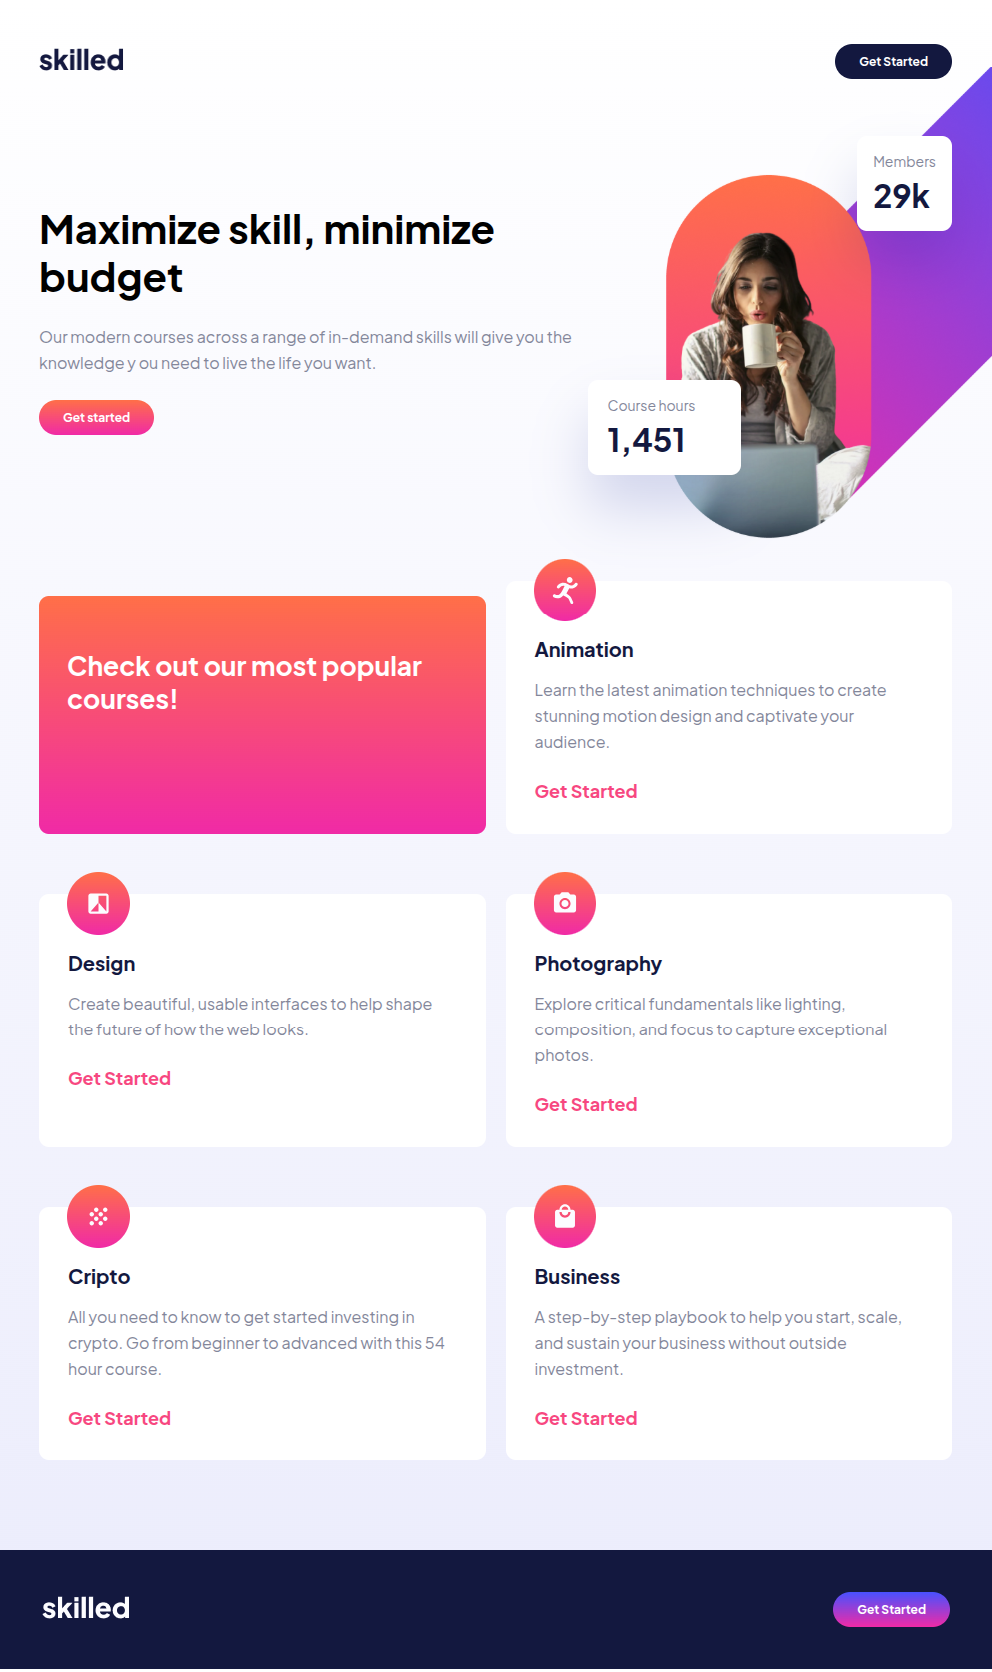 skilled
Get Started
Members
29k
Maximize skill, minimize
budget
Our modern courses across a range of in-demand skills will give you the
knowledge y ou need to live the life you want.
Get started
Course hours
1,451
Check out our most popular
courses!
Animation
Learn the latest animation techniques to create
stunning motion design and captivate your
audience.
Get Started
Design
Create beautiful, usable interfaces to help shape
the future of how the web looks.
Get Started
Photography
Explore critical fundamentals like lighting,
composition, and focus to capture exceptional
photos.
Get Started
Cripto
All you need to know to get started investing in
crypto. Go from beginner to advanced with this 54
hour course.
Get Started
Business
A step-by-step playbook to help you start, scale,
and sustain your business without outside
investment.
Get Started
skilled
Get Started